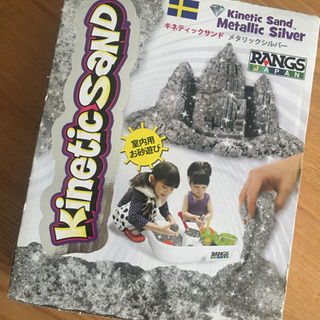 Kinetic Sand
Kinetic Sand
Metallic Silver
キネティックサンド メタリックシルバー
RANGS
JAPAN
室内用
お砂遊び
RANGS